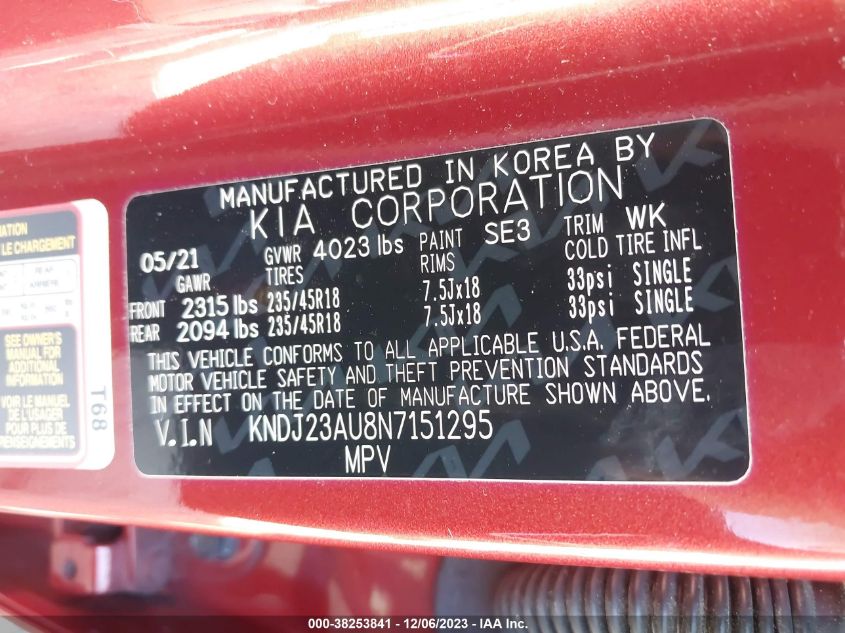 MANUFACTURED IN KOREA BY
KIA CORPORATION
05/21 GVWR 4023 lbs PAINT SE3 TRIM WK
GAWR TIRES RIMS COLD TIRE INFL
FRONT 2315 lbs 235/45R18 7.5Jx18 33psi SINGLE
REAR 2094 lbs 235/45R18 7.5Jx18 33psi SINGLE
THIS VEHICLE CONFORMS TO ALL APPLICABLE U.S.A. FEDERAL
MOTOR VEHICLE SAFETY AND THEFT PREVENTION STANDARDS
IN EFFECT ON THE DATE OF MANUFACTURE SHOWN ABOVE.
V.I.N KNDJ23AU8N7151295
MPV
LE CHARGEMENT
SEE OWNER'S
MANUAL FOR
ADDITIONAL
INFORMATION
VOIR LE MANUEL
DE L'USAGER
POUR PLUS DE
T68
000-38253841 - 12/06/2023 - IAA Inc.